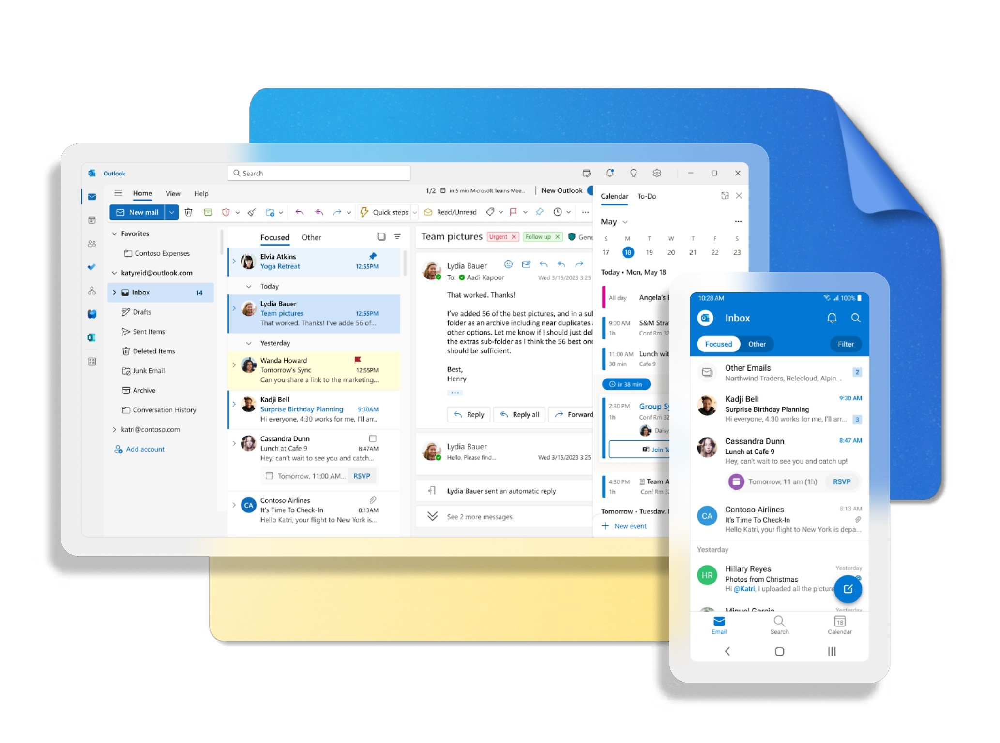 Outlook
Search
Home View Help
1/2 in 5 min Microsoft Teams Mee... New Outlook
New mail
Quick steps
Read/Unread
Favorites
Contoso Expenses
katyreid@outlook.com
Inbox 14
Drafts
Sent Items
Deleted Items
Junk Email
Archive
Conversation History
katri@contoso.com
Add account
Focused Other
Elvia Atkins
Yoga Retreat 12:55PM
Today
Lydia Bauer
Team pictures 12:55PM
That worked. Thanks! I've adde 56 of...
Yesterday
Wanda Howard
Tomorrow's Sync 12:55PM
Can you share a link to the marketing...
Kadji Bell
Surprise Birthday Planning 9:30AM
Hi everyone, 4:30 works for me, I'll arr..
Cassandra Dunn
Lunch at Cafe 9 8:47AM
Hey, can't wait to see you and catch...
Tomorrow, 11:00 AM... RSVP
CA
Contoso Airlines
It's Time To Check-In 8:13AM
Hello Katri, your flight to New York is...
Team pictures Urgent Follow up Gene
Lydia Bauer
To: Aadi Kapoor Wed 3/15/2023 3:25
That worked. Thanks!
I've added 56 of the best pictures, and in a sub
folder as an archive including near duplicates
other options. Let me know if I should just del
the extras sub-folder as I think the 56 best one
should be sufficient.
Best,
Henry
...
Reply Reply all Forward
Lydia Bauer
Hello, Please find... Wed 3/15/2023 3:25
Lydia Bauer sent an automatic reply
See 2 more messages
Calendar To-Do
May
S M T W T F S
17 18 19 20 21 22 23
Today • Mon, May 18
All day Angela's
9:00 AM S&M Strat
1h Conf Rm 32
11:00 AM Lunch wit
30 min Cafe 9
in 38 min
2:30 PM Group Sy
1h Conf Rm 32
Daisy
Join Te
4:30 PM Team A
1h Conf Rm 32
Tomorrow • Tuesday,
New event
10:28 AM 100%
Inbox
Focused Other Filter
Other Emails
Northwind Traders, Relecloud, Alpin... 2
Kadji Bell 9:30 AM
Surprise Birthday Planning
Hi everyone, 4:30 works for me, I'll arr... 3
Cassandra Dunn 8:47 AM
Lunch at Cafe 9
Hey, can't wait to see you and catch up!
Tomorrow, 11 am (1h) RSVP
CA
Contoso Airlines 8:13 AM
It's Time To Check-In
Hello Katri, your flight to New York is depa...
Yesterday
HR
Hillary Reyes Yesterday
Photos from Christmas
Hi @Katri, I uploaded all the picture
Miguel Garcia Yesterday
Email Search Calendar
18